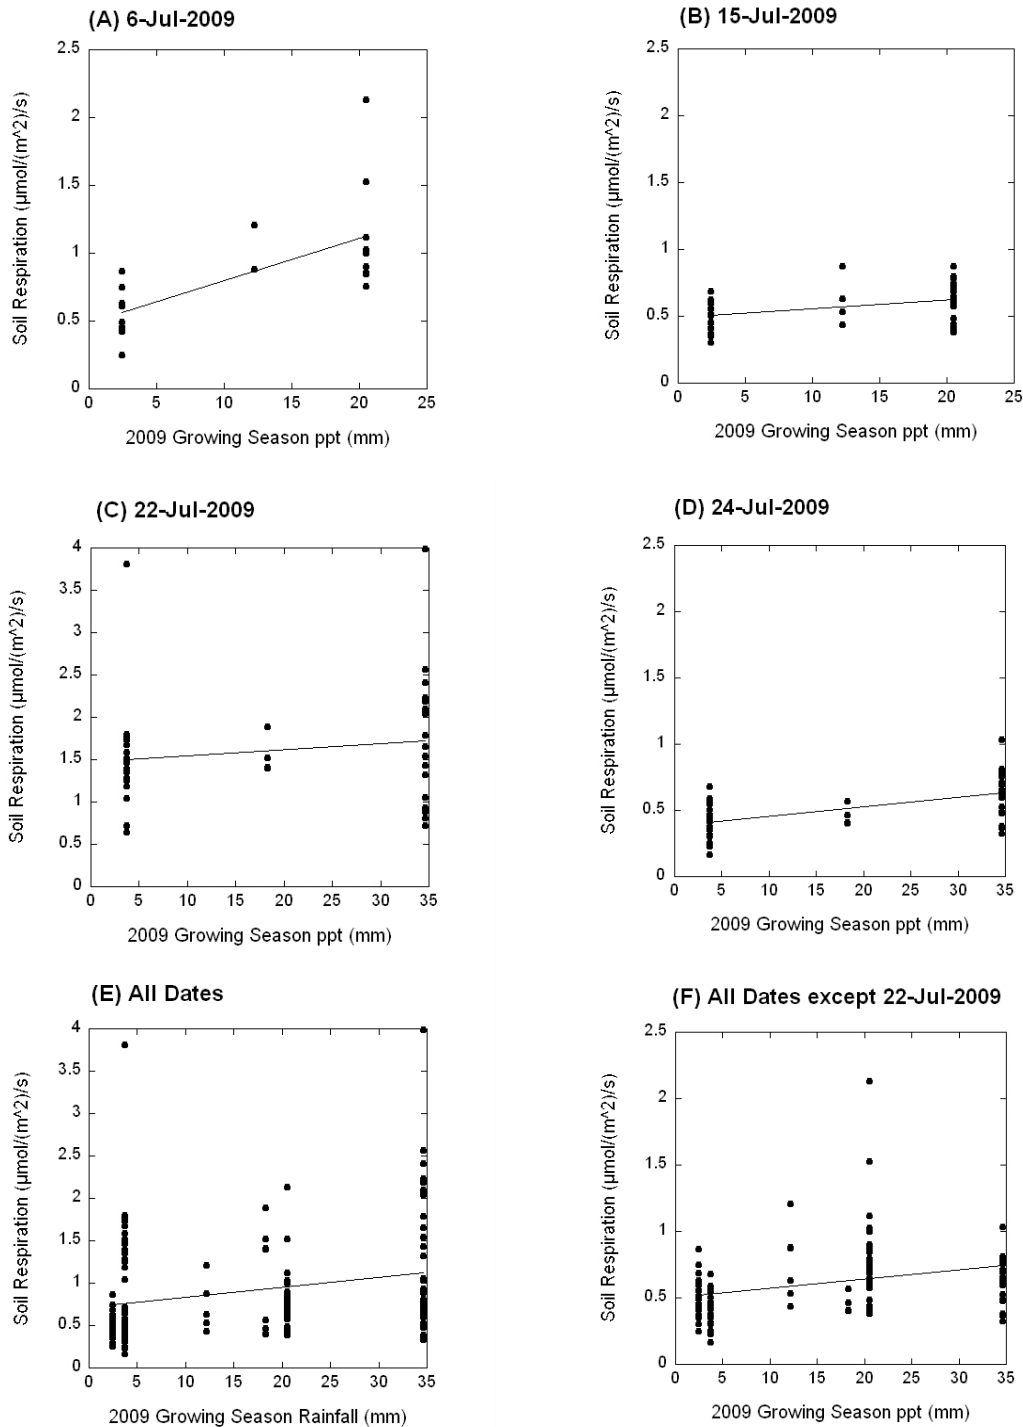 (A) 6-Jul-2009
2.5
2
1.5
1
0.5
0
Soil Respiration (µmol/(m^2)/s)
0 5 10 15 20 25
2009 Growing Season ppt (mm)
(B) 15-Jul-2009
2.5
2
1.5
1
0.5
0
Soil Respiration (µmol/(m^2)/s)
0 5 10 15 20 25
2009 Growing Season ppt (mm)
(C) 22-Jul-2009
4
3.5
3
2.5
2
1.5
1
0.5
0
Soil Respiration (µmol/(m^2)/s)
0 5 10 15 20 25 30 35
2009 Growing Season ppt (mm)
(D) 24-Jul-2009
2.5
2
1.5
1
0.5
0
Soil Respiration (µmol/(m^2)/s)
0 5 10 15 20 25 30 35
2009 Growing Season ppt (mm)
(E) All Dates
4
3.5
3
2.5
2
1.5
1
0.5
0
Soil Respiration (µmol/(m^2)/s)
0 5 10 15 20 25 30 35
2009 Growing Season Rainfall (mm)
(F) All Dates except 22-Jul-2009
2.5
2
1.5
1
0.5
0
Soil Respiration (µmol/(m^2)/s)
0 5 10 15 20 25 30 35
2009 Growing Season ppt (mm)